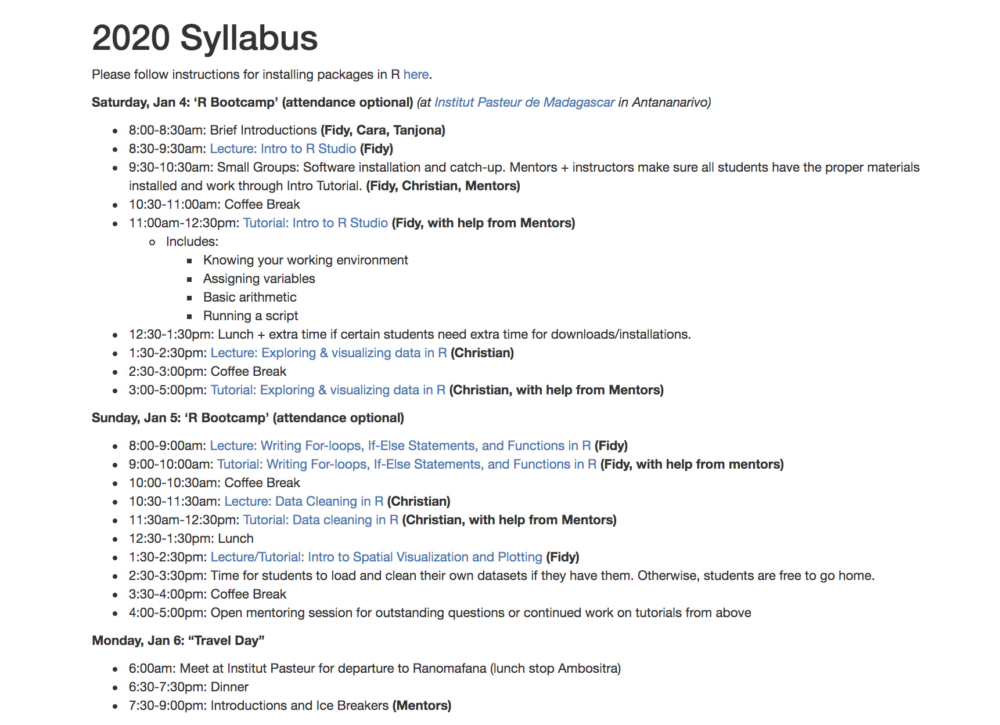 2020 Syllabus
Please follow instructions for installing packages in R here.
Saturday, Jan 4: ‘R Bootcamp’ (attendance optional) (at Institut Pasteur de Madagascar in Antananarivo)
• 8:00-8:30am: Brief Introductions (Fidy, Cara, Tanjona)
• 8:30-9:30am: Lecture: Intro to R Studio (Fidy)
• 9:30-10:30am: Small Groups: Software installation and catch-up. Mentors + instructors make sure all students have the proper materials
installed and work through Intro Tutorial. (Fidy, Christian, Mentors)
• 10:30-11:00am: Coffee Break
• 11:00am-12:30pm: Tutorial: Intro to R Studio (Fidy, with help from Mentors)
◦ Includes:
▪ Knowing your working environment
▪ Assigning variables
▪ Basic arithmetic
▪ Running a script
• 12:30-1:30pm: Lunch + extra time if certain students need extra time for downloads/installations.
• 1:30-2:30pm: Lecture: Exploring & visualizing data in R (Christian)
• 2:30-3:00pm: Coffee Break
• 3:00-5:00pm: Tutorial: Exploring & visualizing data in R (Christian, with help from Mentors)
Sunday, Jan 5: ‘R Bootcamp’ (attendance optional)
• 8:00-9:00am: Lecture: Writing For-loops, If-Else Statements, and Functions in R (Fidy)
• 9:00-10:00am: Tutorial: Writing For-loops, If-Else Statements, and Functions in R (Fidy, with help from mentors)
• 10:00-10:30am: Coffee Break
• 10:30-11:30am: Lecture: Data Cleaning in R (Christian)
• 11:30am-12:30pm: Tutorial: Data cleaning in R (Christian, with help from Mentors)
• 12:30-1:30pm: Lunch
• 1:30-2:30pm: Lecture/Tutorial: Intro to Spatial Visualization and Plotting (Fidy)
• 2:30-3:30pm: Time for students to load and clean their own datasets if they have them. Otherwise, students are free to go home.
• 3:30-4:00pm: Coffee Break
• 4:00-5:00pm: Open mentoring session for outstanding questions or continued work on tutorials from above
Monday, Jan 6: “Travel Day”
• 6:00am: Meet at Institut Pasteur for departure to Ranomafana (lunch stop Ambositra)
• 6:30-7:30pm: Dinner
• 7:30-9:00pm: Introductions and Ice Breakers (Mentors)